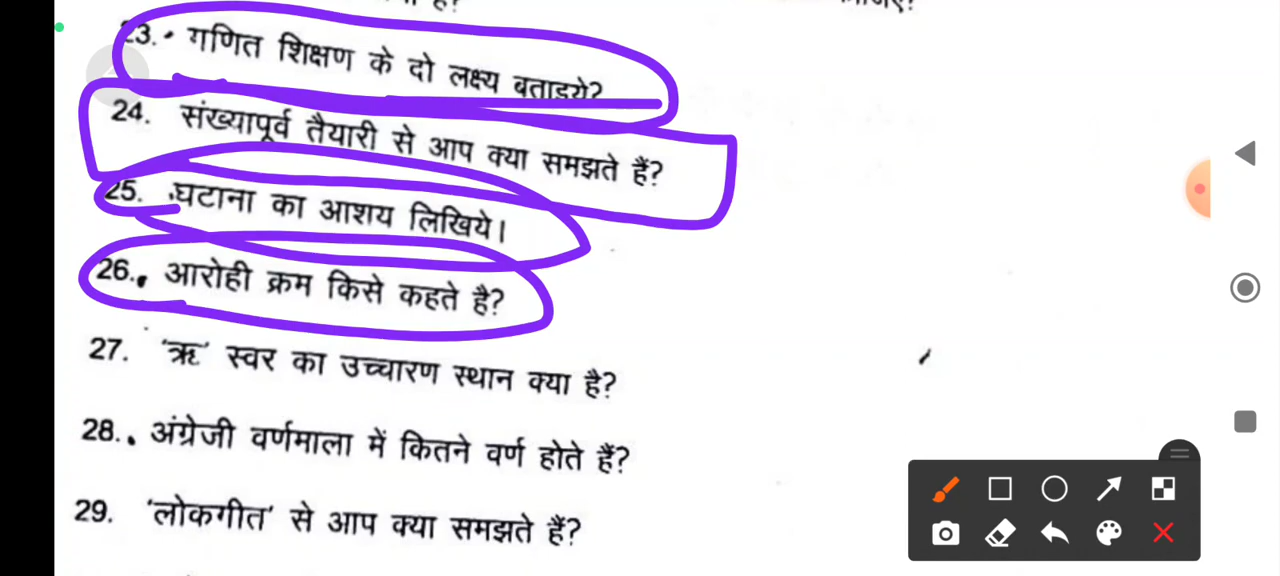 23. गणित शिक्षण के दो लक्ष्य बताइये?
24. संख्यापूर्व तैयारी से आप क्या समझते हैं?
25. घटाना का आशय लिखिये।
26. आरोही क्रम किसे कहते है?
27. 'ऋ' स्वर का उच्चारण स्थान क्या है?
28. अंग्रेजी वर्णमाला में कितने वर्ण होते हैं?
29. 'लोकगीत' से आप क्या समझते हैं?